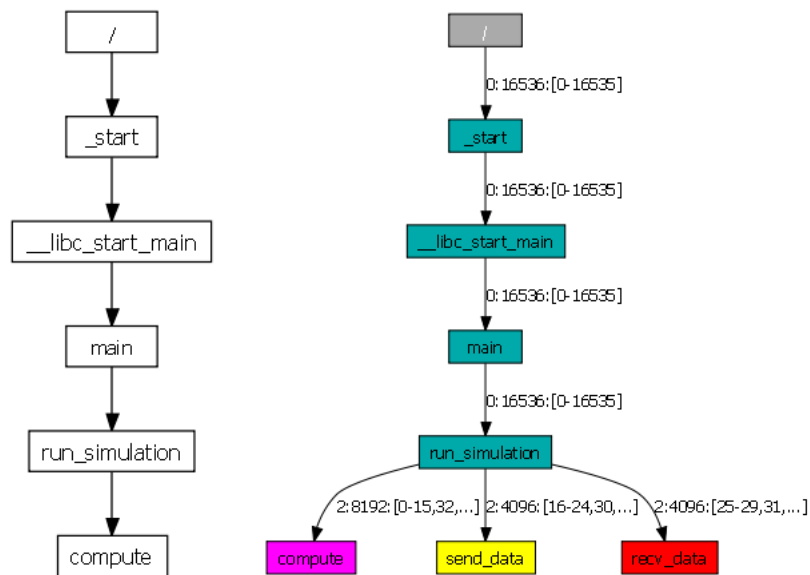 /
_start
__libc_start_main
main
run_simulation
compute
/
0:16536:[0-16535]
_start
0:16536:[0-16535]
__libc_start_main
0:16536:[0-16535]
main
0:16536:[0-16535]
run_simulation
2:8192:[0-15,32,...] 2:4096:[16-24,30,...] 2:4096:[25-29,31,...]
compute send_data recv_data